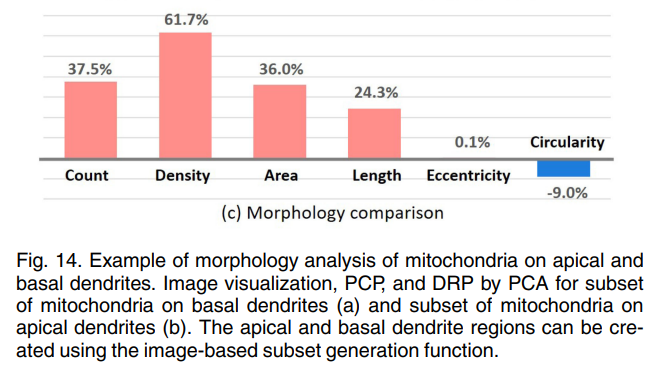 61.7%
37.5%
36.0%
24.3%
0.1%
Circularity
Count
Density
Area
Length
Eccentricity
-9.0%
(c) Morphology comparison
Fig. 14. Example of morphology analysis of mitochondria on apical and
basal dendrites. Image visualization, PCP, and DRP by PCA for subset
of mitochondria on basal dendrites (a) and subset of mitochondria on
apical dendrites (b). The apical and basal dendrite regions can be cre-
ated using the image-based subset generation function.